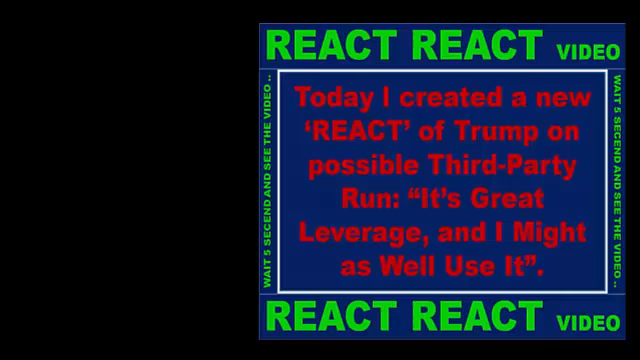 REACT REACT VIDEO
WAIT 5 SECEND AND SEE THE VIDEO ..
Today I created a new
‘REACT’ of Trump on
possible Third-Party
Run: “It’s Great
Leverage, and I Might
as Well Use It”.
WAIT 5 SECEND AND SEE THE VIDEO ..
REACT REACT VIDEO